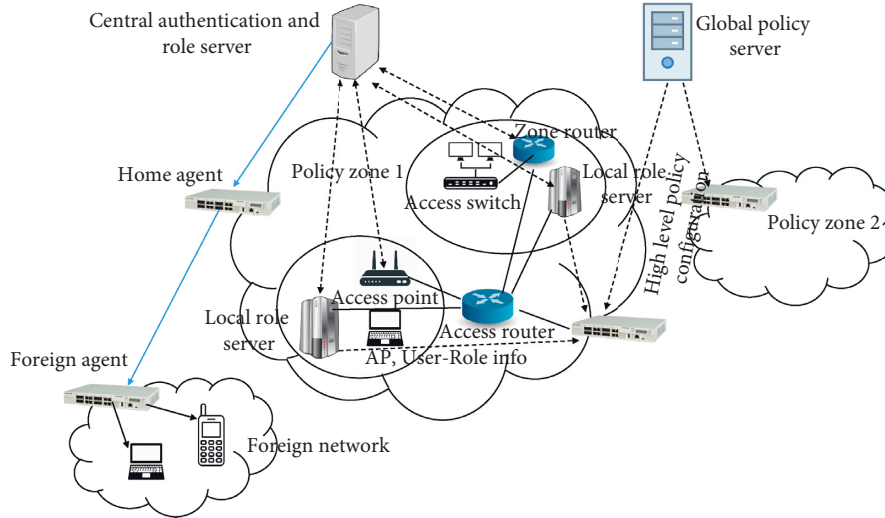 Central authentication and
role server
Global policy
server
Zone router
Policy zone 1
Home agent
Local role
server
Access switch
High level policy
configuration
Policy zone 2
Access point
Local role
server
Access router
AP, User-Role info
Foreign agent
Foreign network